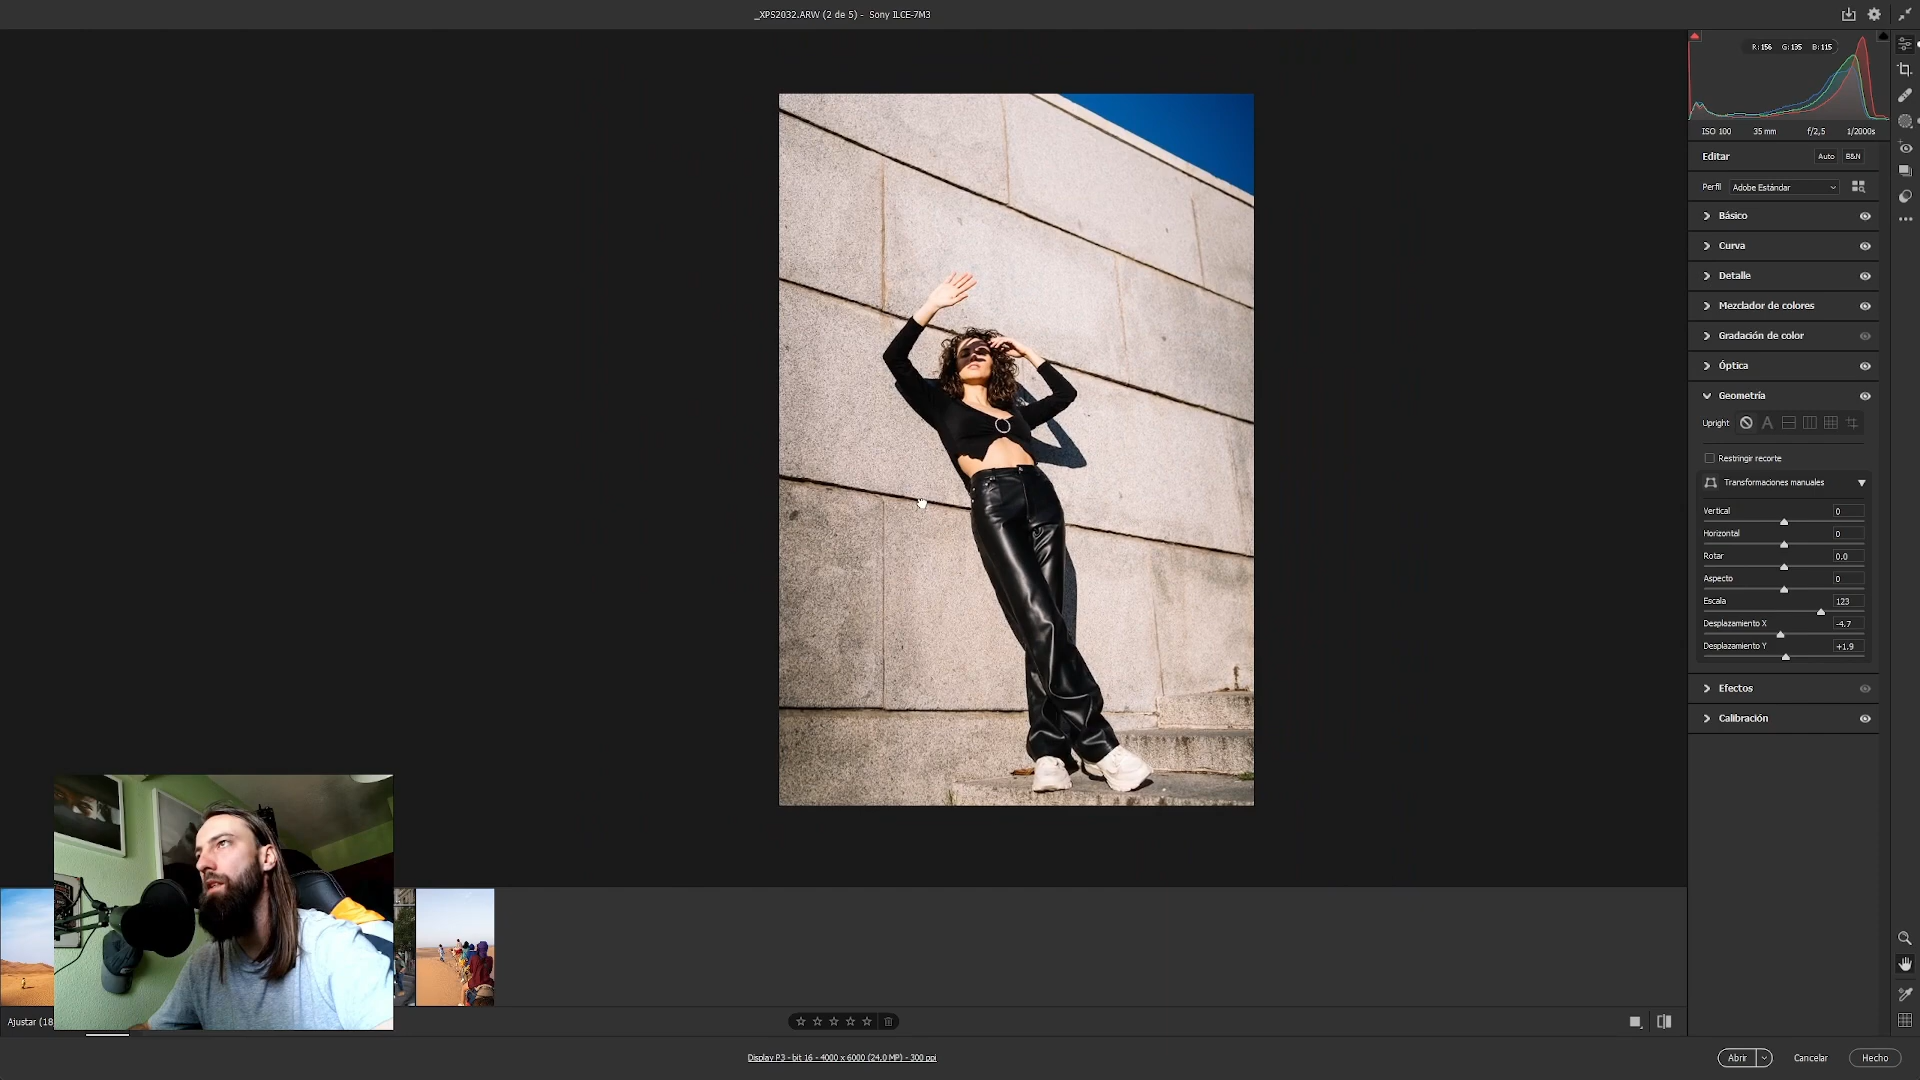 _XPS2032.ARW (2 de 5) - Sony ILCE-7M3
R: 156 G: 135 B: 115
ISO 100 35 mm f/2,5 1/2000s
Editar Auto B&N
Perfil Adobe Estándar
Básico
Curva
Detalle
Mezclador de colores
Gradación de color
Óptica
Geometría
Upright A
Restringir recorte
Transformaciones manuales
Vertical 0
Horizontal 0
Rotar 0.0
Aspecto 0
Escala 123
Desplazamiento X -4.7
Desplazamiento Y +1.9
Efectos
Calibración
Ajustar (18
Display P3 - bit 16 - 4000 x 6000 (24.0 MP) - 300 ppi
Abrir Cancelar Hecho